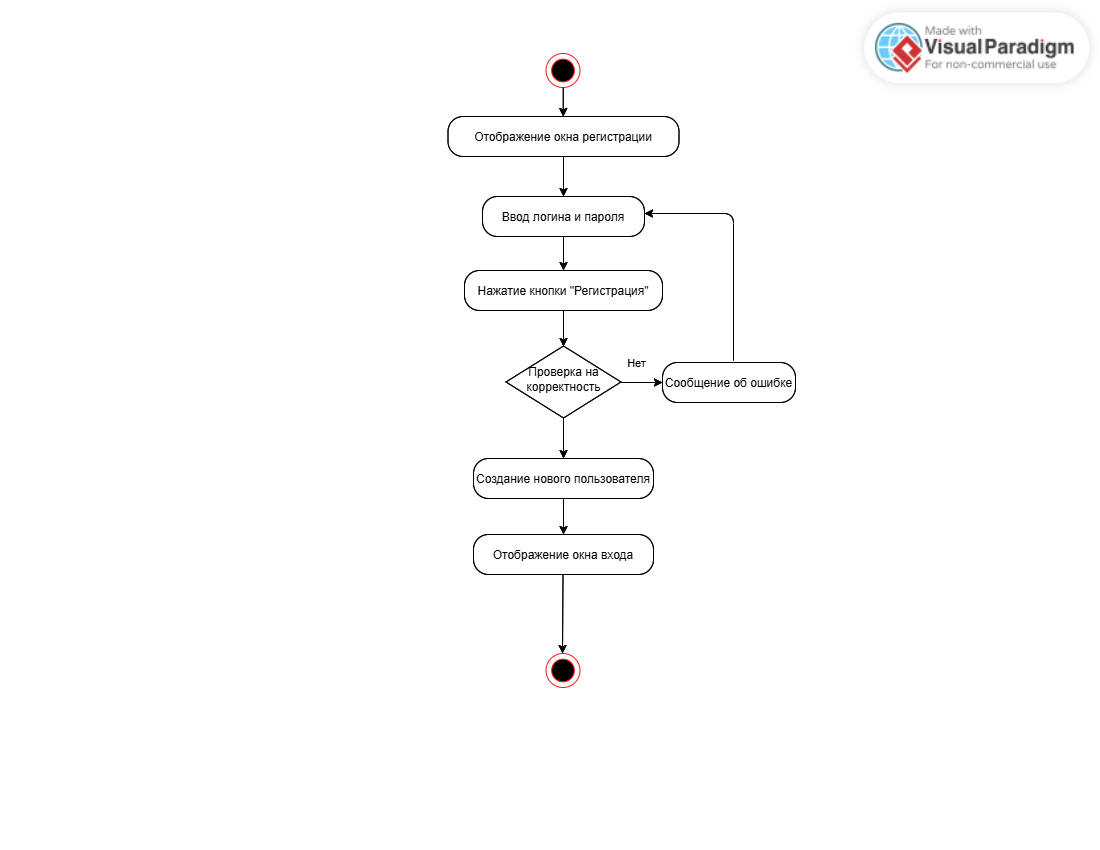 Made with
Visual Paradigm
For non-commercial use
Отображение окна регистрации
Ввод логина и пароля
Нажатие кнопки "Регистрация"
Проверка на
корректность
Нет
Сообщение об ошибке
Создание нового пользователя
Отображение окна входа